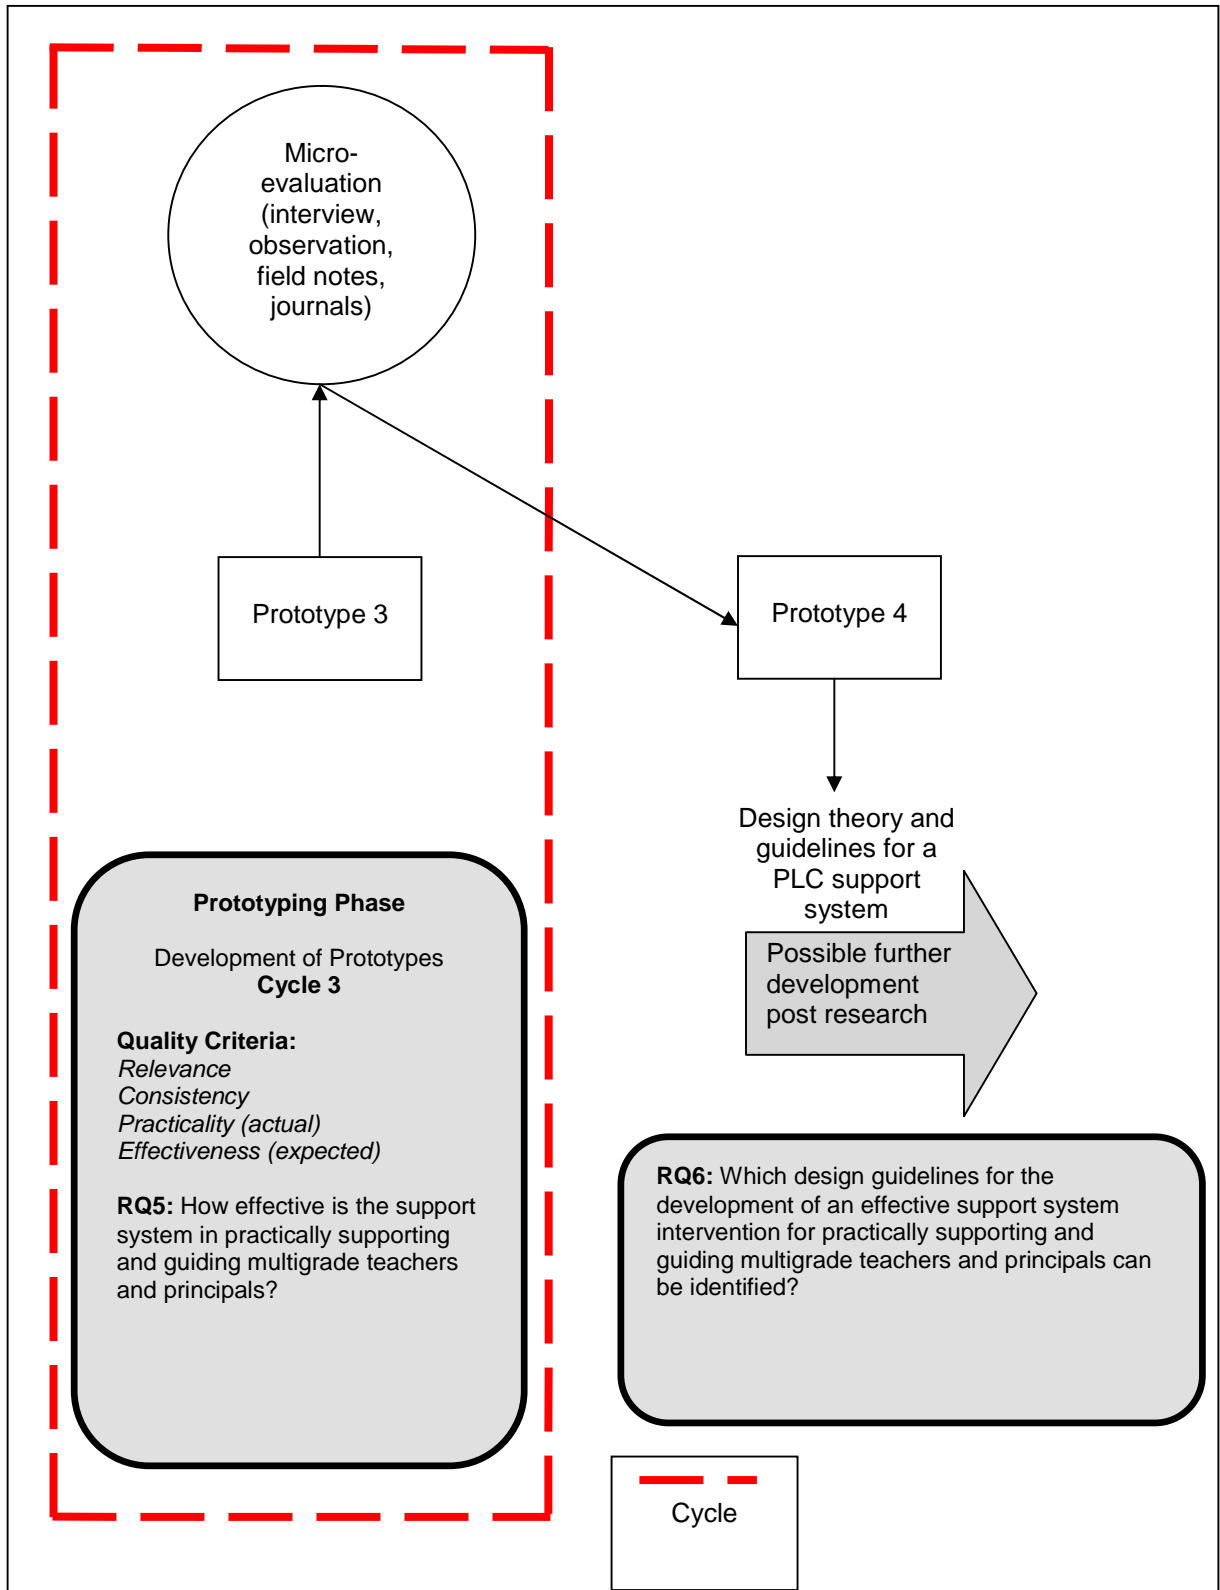 Micro-
evaluation
(interview,
observation,
field notes,
journals)
Prototype 3
Prototype 4
Design theory and
guidelines for a
PLC support
system
Possible further
development
post research
Prototyping Phase
Development of Prototypes
Cycle 3
Quality Criteria:
Relevance
Consistency
Practicality (actual)
Effectiveness (expected)
RQ5: How effective is the support
system in practically supporting
and guiding multigrade teachers
and principals?
RQ6: Which design guidelines for the
development of an effective support system
intervention for practically supporting and
guiding multigrade teachers and principals can
be identified?
Cycle